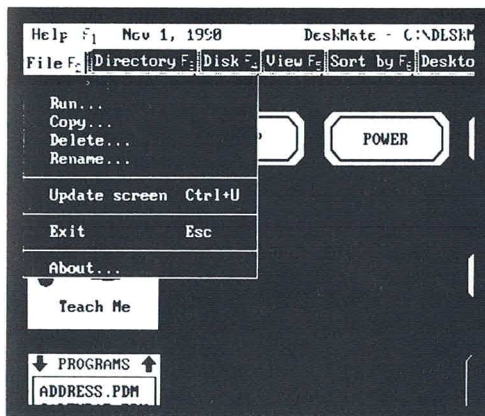 Help F1 Nov 1, 1990 DeskMate - C:\DESKM
File F2 Directory F3 Disk F4 View F5 Sort by F6 Deskto
Run...
Copy...
Delete...
Rename...
POWER
Update screen Ctrl+U
Exit Esc
About...
Teach Me
PROGRAMS
ADDRESS.PDM